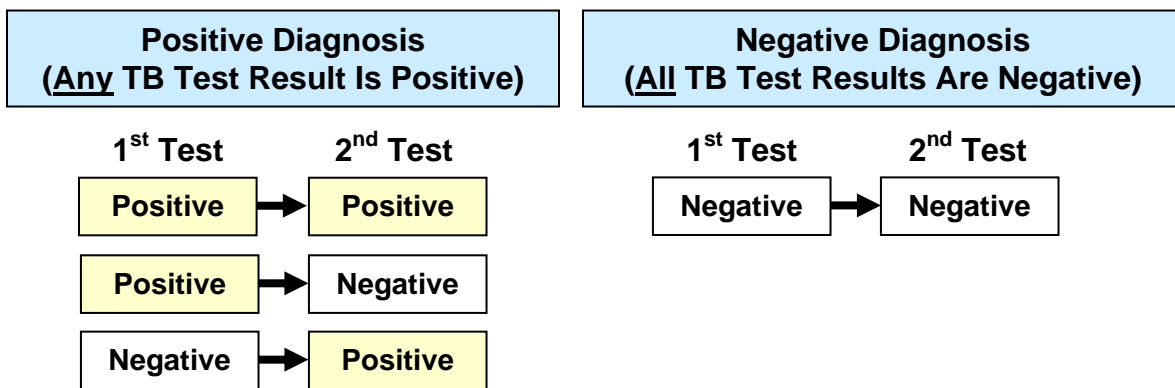 Positive Diagnosis
(Any TB Test Result Is Positive)
1st Test 2nd Test
Positive Positive
Positive Negative
Negative Positive
Negative Diagnosis
(All TB Test Results Are Negative)
1st Test 2nd Test
Negative Negative